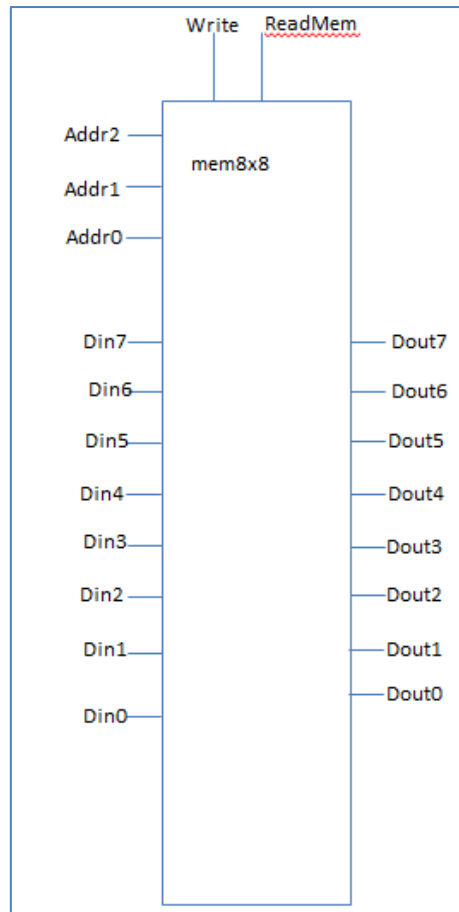 Write ReadMem
Addr2
mem8x8
Addr1
Addr0
Din7 Dout7
Din6 Dout6
Din5 Dout5
Din4 Dout4
Din3 Dout3
Din2 Dout2
Din1 Dout1
Dout0
Din0